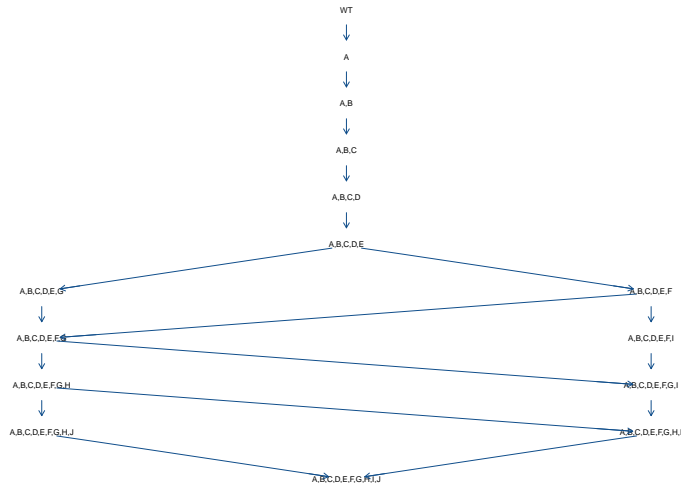 WT
A
A,B
A,B,C
A,B,C,D
A,B,C,D,E
A,B,C,D,E,G
A,B,C,D,E,F
A,B,C,D,E,F,G
A,B,C,D,E,F,I
A,B,C,D,E,F,G,H
A,B,C,D,E,F,G,I
A,B,C,D,E,F,G,H,J
A,B,C,D,E,F,G,H,I
A,B,C,D,E,F,G,H,I,J